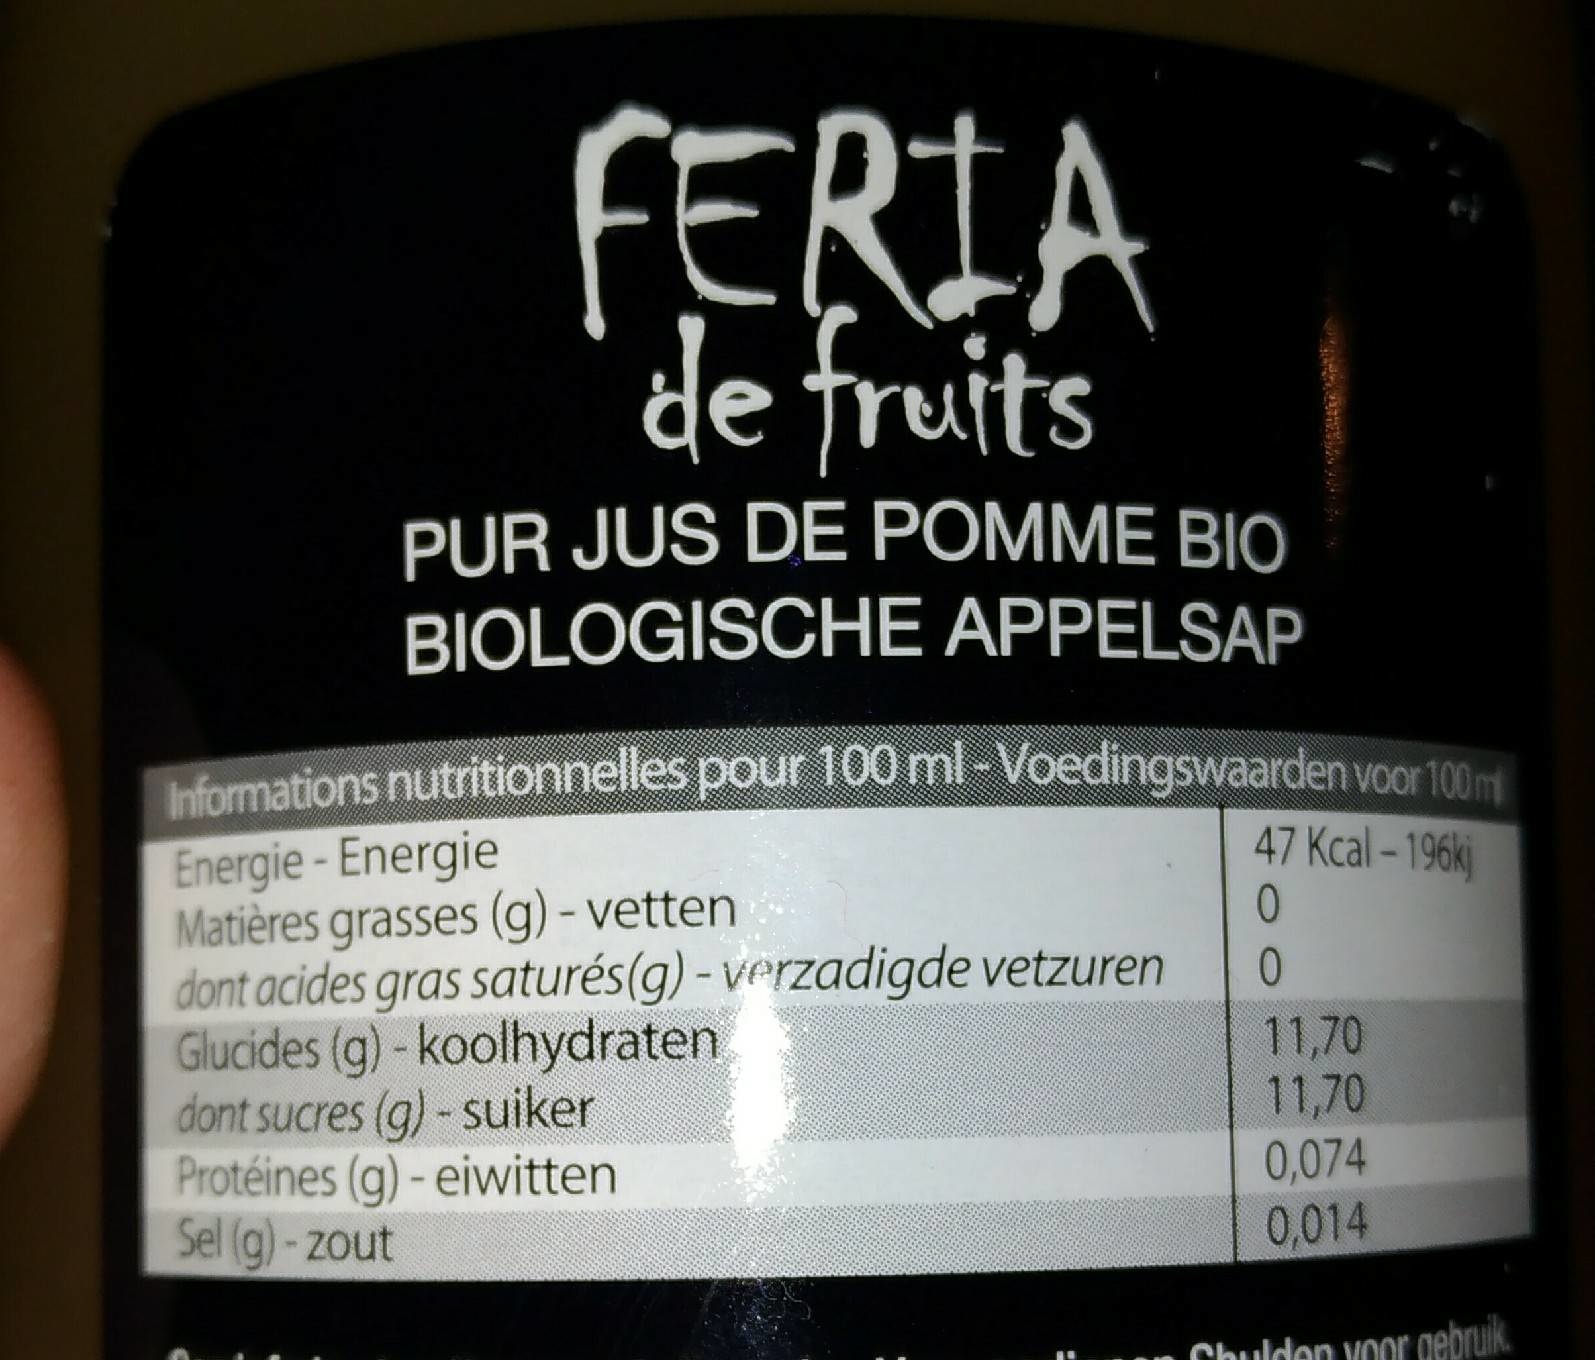 FERIA
de fruits
PUR JUS DE POMME BIO
BIOLOGISCHE APPELSAP
Informations nutritionnelles pour 100 ml - Voedingswaarden voor 100 ml
Energie - Energie 47 Kcal – 196kj
Matières grasses (g) - vetten 0
dont acides gras saturés(g) - verzadigde vetzuren 0
Glucides (g) - koolhydraten 11,70
dont sucres (g) - suiker 11,70
Protéines (g) - eiwitten 0,074
Sel (g) - zout 0,014
voor gebruik.